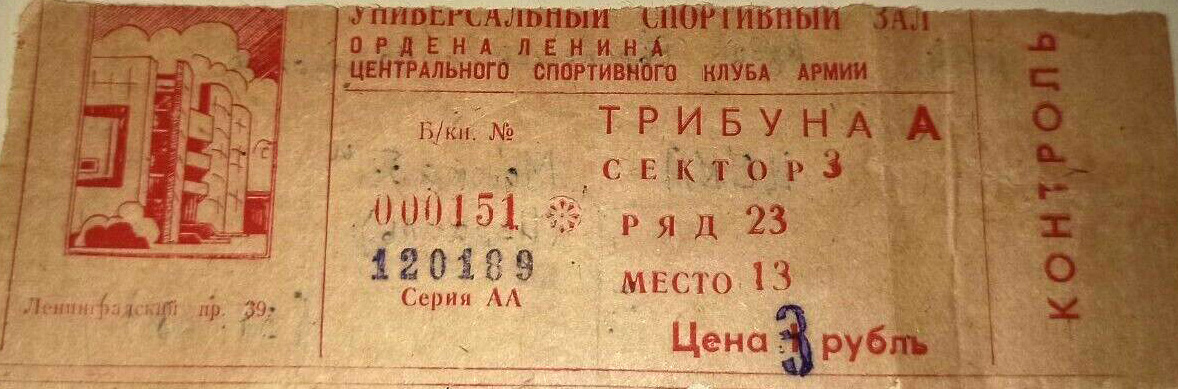 УНИВЕРСАЛЬНЫЙ СПОРТИВНЫЙ ЗАЛ
ОРДЕНА ЛЕНИНА
ЦЕНТРАЛЬНОГО СПОРТИВНОГО КЛУБА АРМИИ
Б/кн. №
000151
120189
Серия АА
Ленинградский пр. 39
ТРИБУНА А
СЕКТОР 3
РЯД 23
МЕСТО 13
Цена 3 рубль
КОНТРОЛЬ